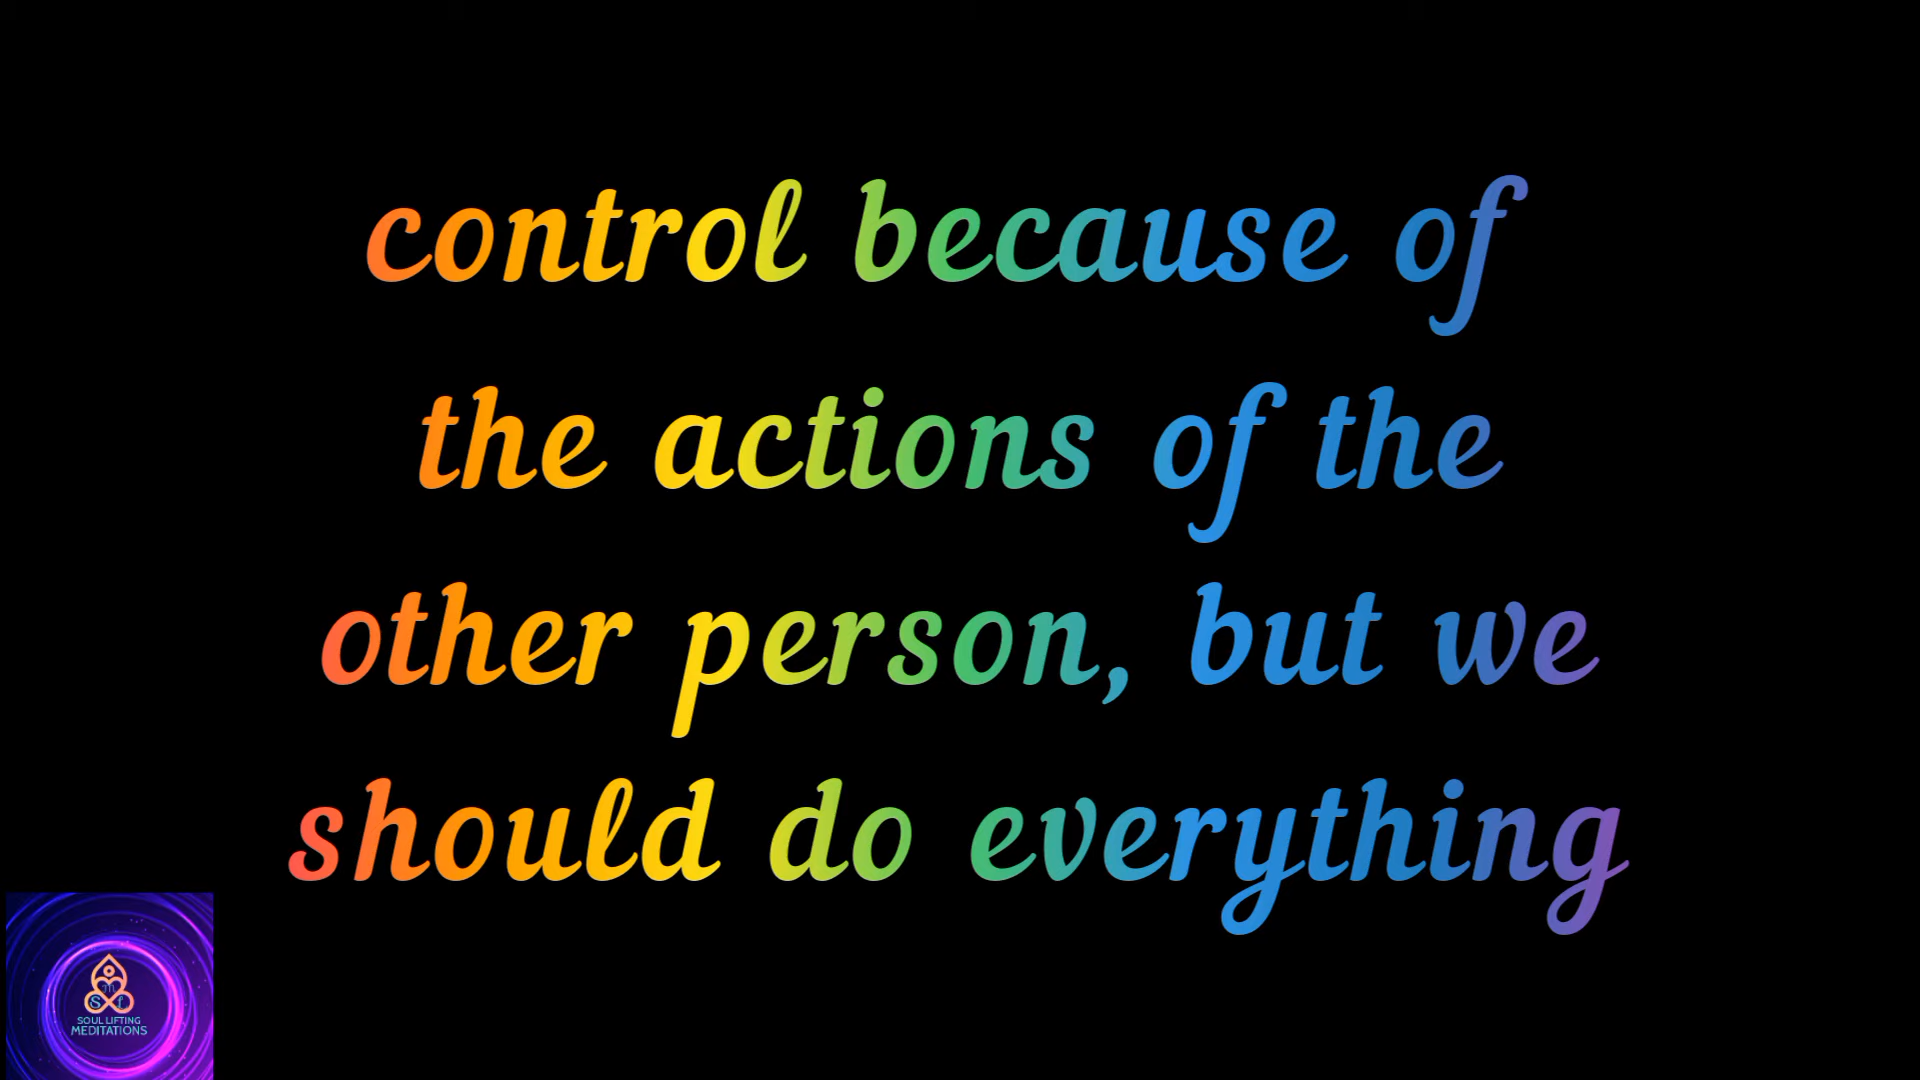 control because of
the actions of the
other person, but we
should do everything
SOUL LIFTING
MEDITATIONS